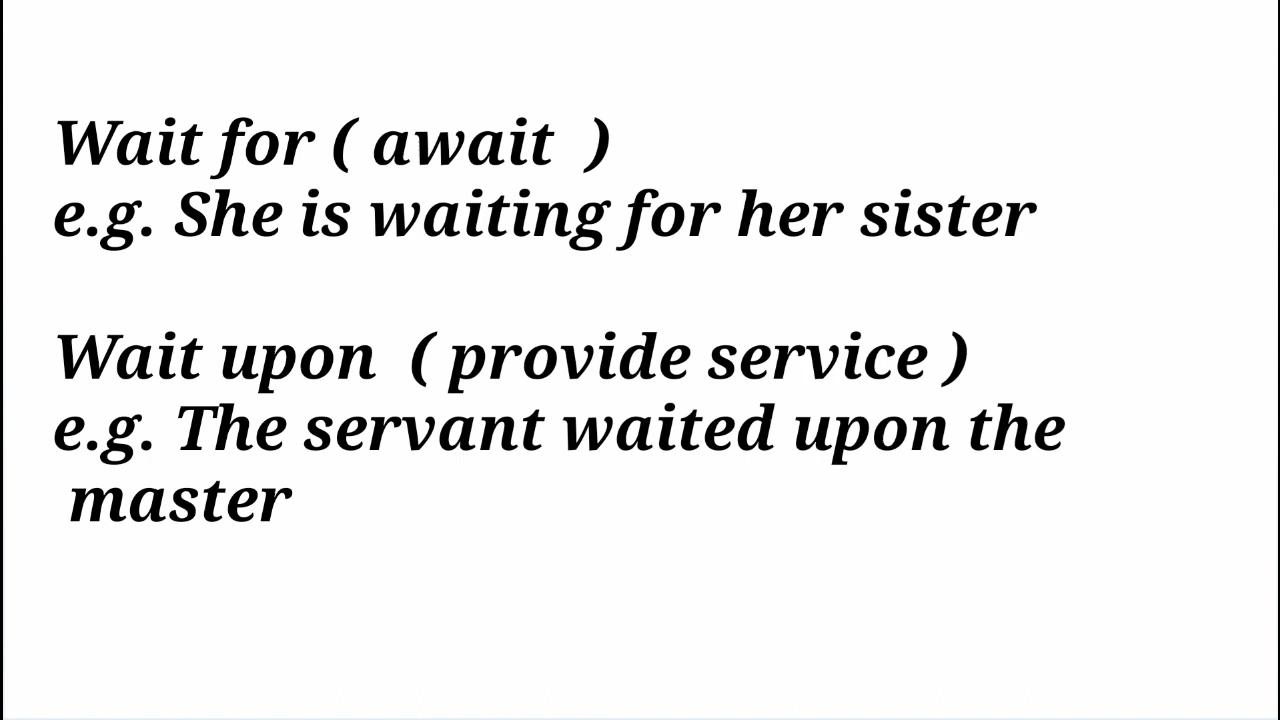 Wait for ( await )
e.g. She is waiting for her sister
Wait upon ( provide service )
e.g. The servant waited upon the
master